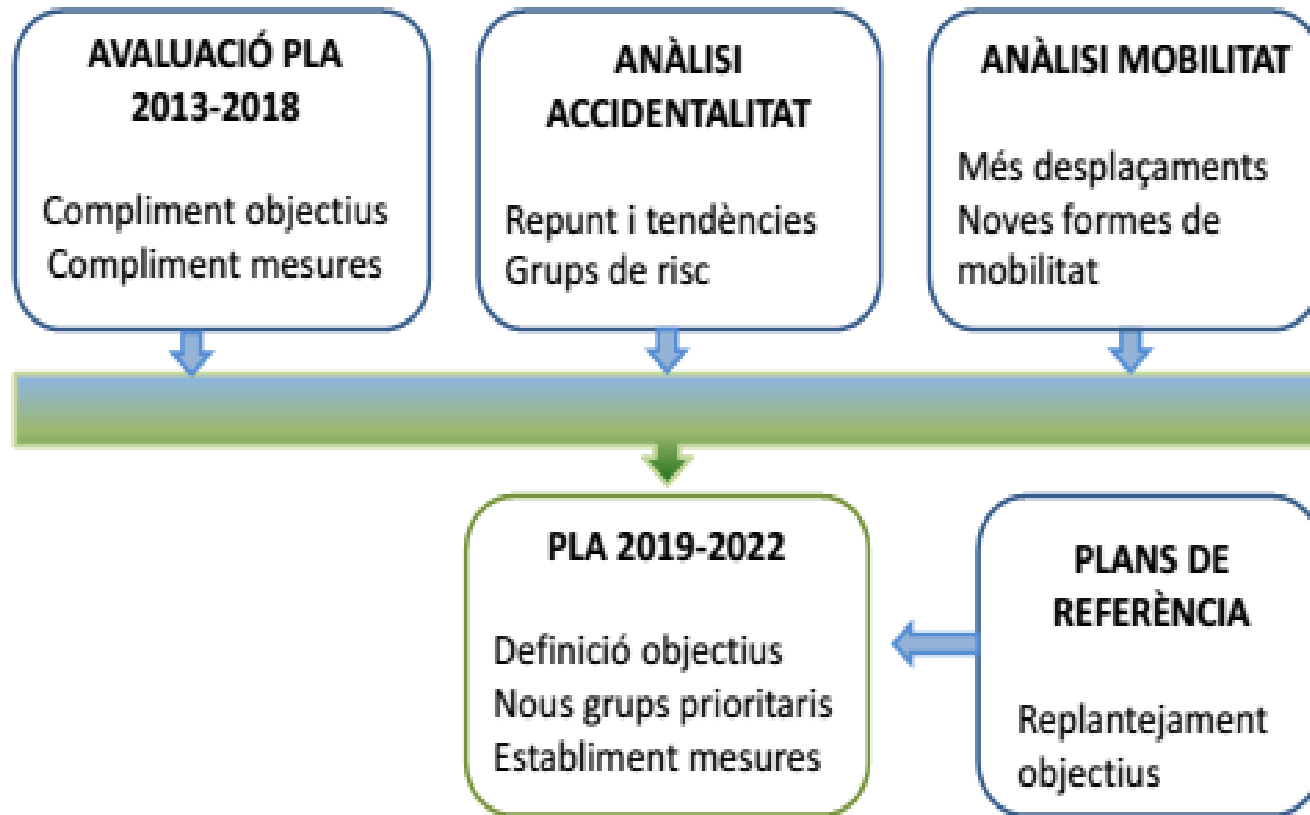 AVALUACIÓ PLA
2013-2018
Compliment objectius
Compliment mesures
ANÀLISI
ACCIDENTALITAT
Repunt i tendències
Grups de risc
ANÀLISI MOBILITAT
Més desplaçaments
Noves formes de
mobilitat
PLA 2019-2022
Definició objectius
Nous grups prioritaris
Establiment mesures
PLANS DE
REFERÈNCIA
Replantejament
objectius